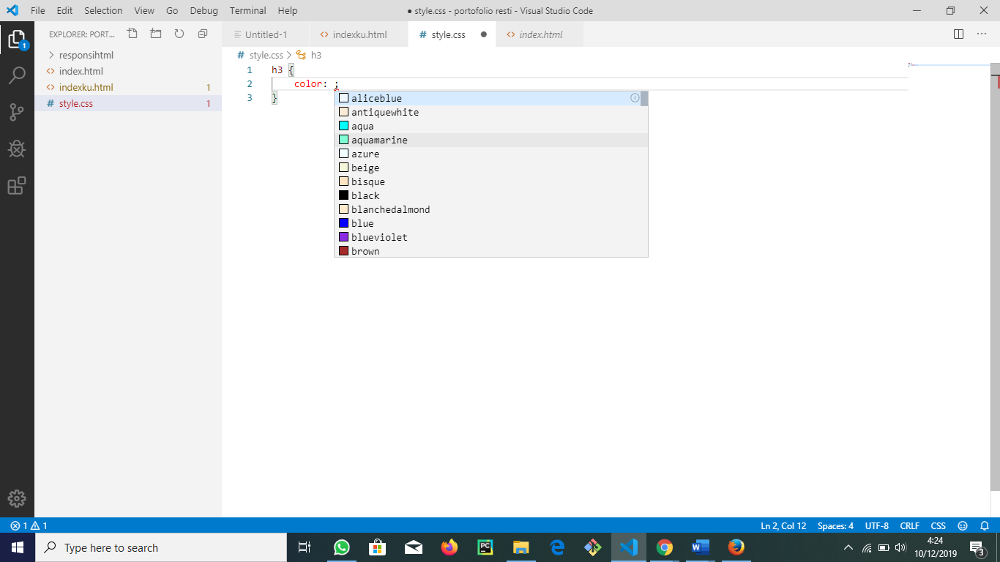 File Edit Selection View Go Debug Terminal Help
● style.css - portofolio resti - Visual Studio Code
EXPLORER: PORT...
responsihtml
index.html
indexku.html 1
style.css 1
1
Untitled-1
indexku.html
style.css
index.html
style.css > h3
1 h3 {
2 color: ;
3 }
aliceblue
antiquewhite
aqua
aquamarine
azure
beige
bisque
black
blanchedalmond
blue
blueviolet
brown
1 1
Ln 2, Col 12 Spaces: 4 UTF-8 CRLF CSS
Type here to search
PC
W
4:24
10/12/2019
3